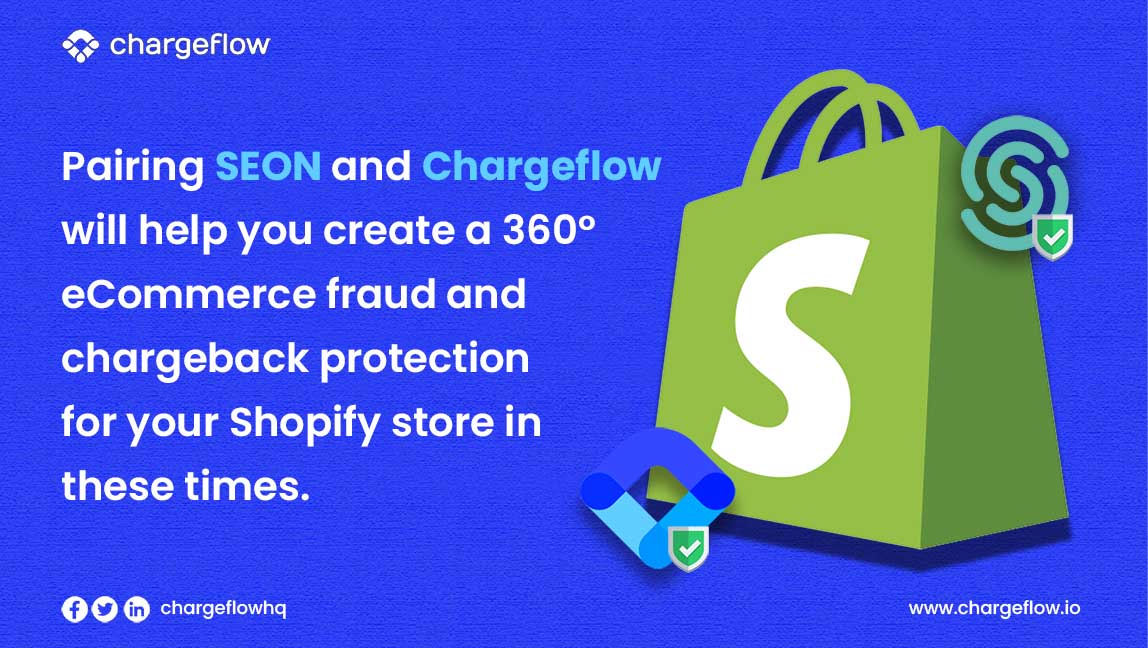 chargeflow
Pairing SEON and Chargeflow
will help you create a 360°
eCommerce fraud and
chargeback protection
for your Shopify store in
these times.
S
chargeflowhq
www.chargeflow.io